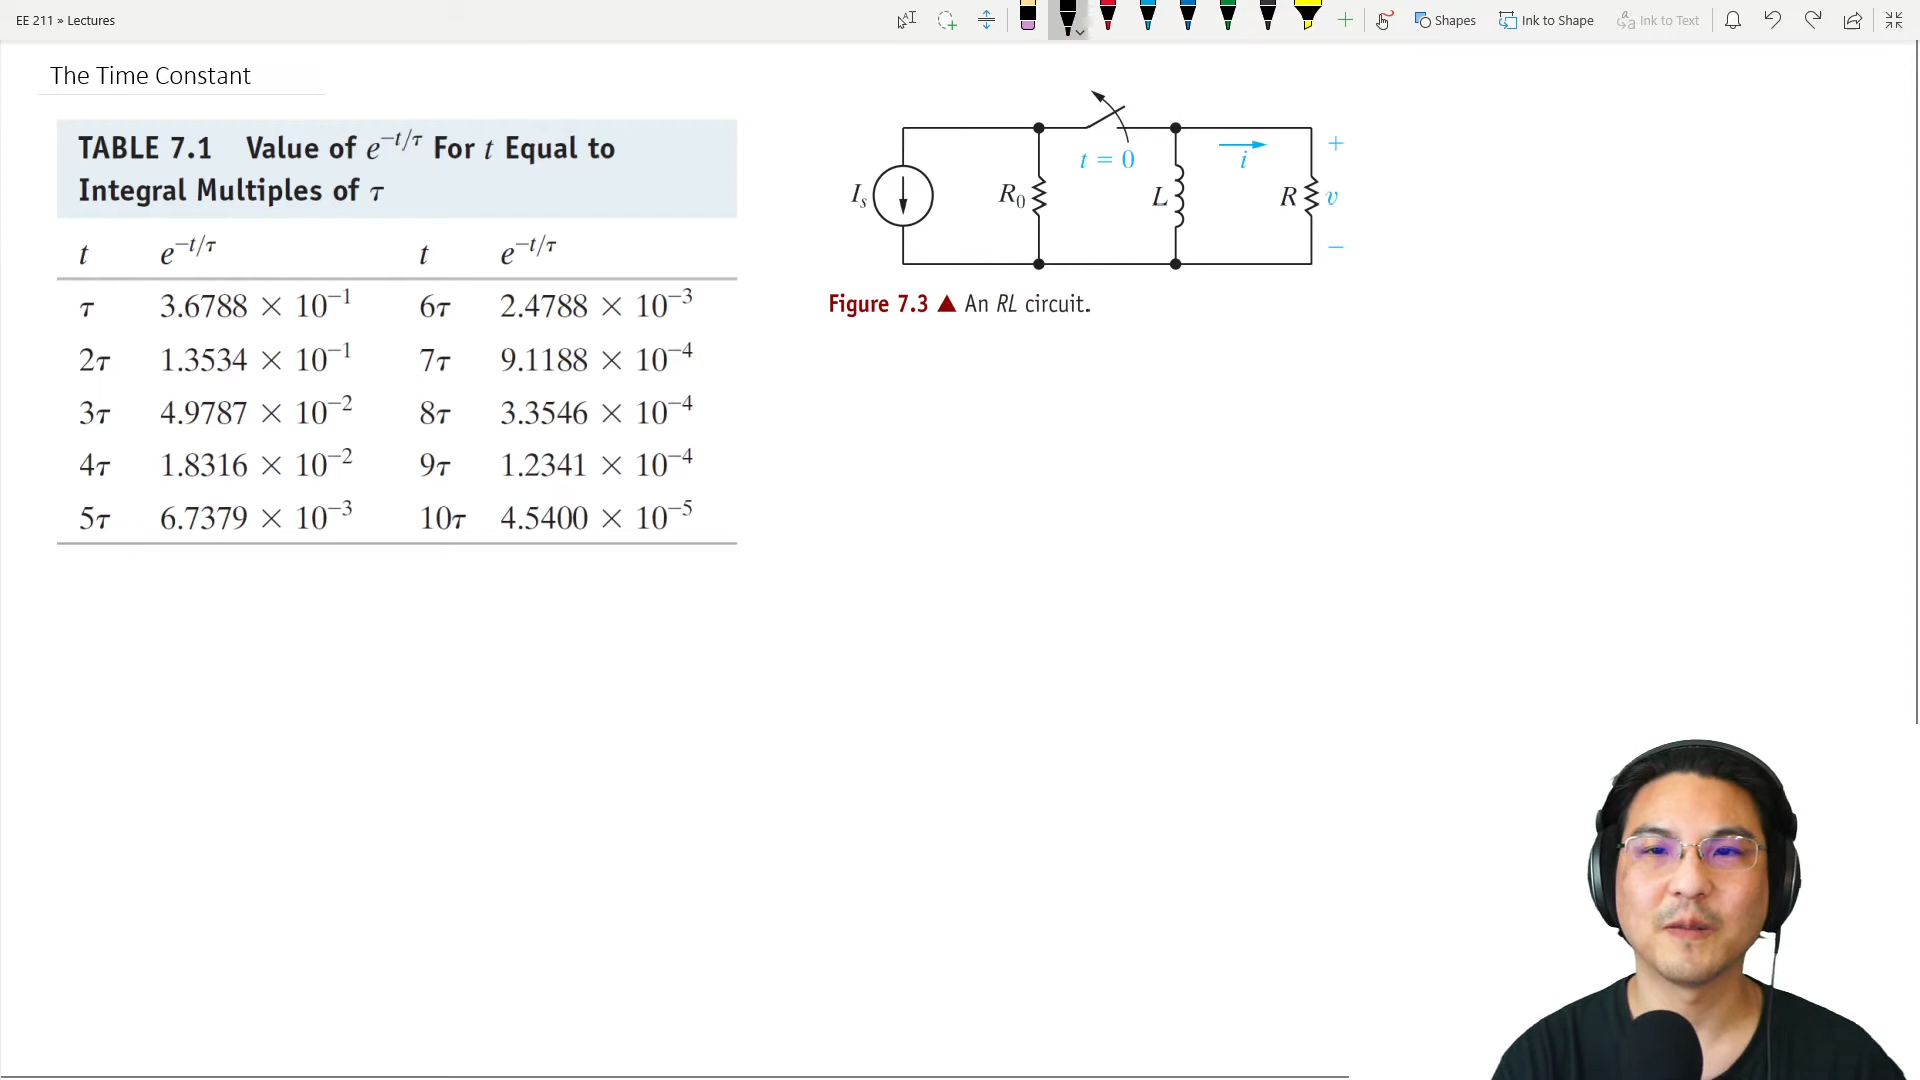 EE 211 » Lectures
Shapes
Ink to Shape
Ink to Text
The Time Constant
TABLE 7.1 Value of e^{−t/τ} For t Equal to
Integral Multiples of τ
t e^{−t/τ} t e^{−t/τ}
τ 3.6788 × 10^{−1} 6τ 2.4788 × 10^{−3}
2τ 1.3534 × 10^{−1} 7τ 9.1188 × 10^{−4}
3τ 4.9787 × 10^{−2} 8τ 3.3546 × 10^{−4}
4τ 1.8316 × 10^{−2} 9τ 1.2341 × 10^{−4}
5τ 6.7379 × 10^{−3} 10τ 4.5400 × 10^{−5}
t = 0
i
+
I_s
R_0
L
R
v
−
Figure 7.3 ▲ An RL circuit.